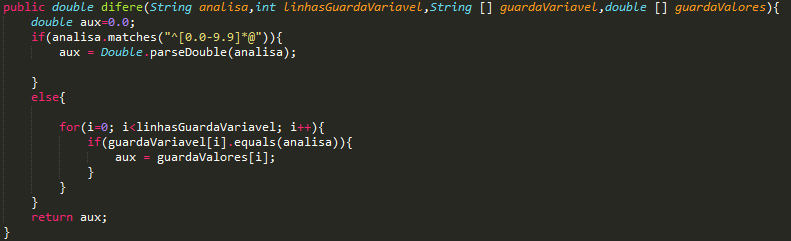 public double difere(String analisa,int linhasGuardaVariavel,String [] guardaVariavel,double [] guardaValores){
    double aux=0.0;
    if(analisa.matches("^[0.0-9.9]*@")){
        aux = Double.parseDouble(analisa);
    }
    else{
        for(i=0; i<linhasGuardaVariavel; i++){
            if(guardaVariavel[i].equals(analisa)){
                aux = guardaValores[i];
            }
        }
    }
    return aux;
}